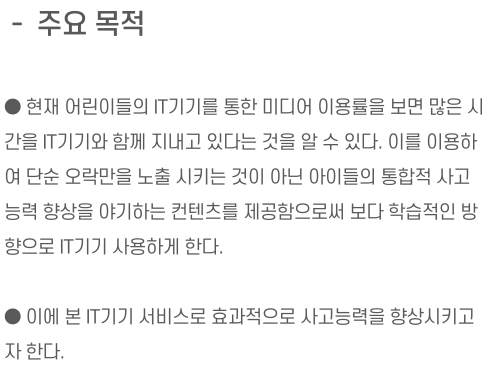 - 주요 목적
● 현재 어린이들의 IT기기를 통한 미디어 이용률을 보면 많은 시
간을 IT기기와 함께 지내고 있다는 것을 알 수 있다. 이를 이용하
여 단순 오락만을 노출 시키는 것이 아닌 아이들의 통합적 사고
능력 향상을 야기하는 컨텐츠를 제공함으로써 보다 학습적인 방
향으로 IT기기 사용하게 한다.
● 이에 본 IT기기 서비스로 효과적으로 사고능력을 향상시키고
자 한다.